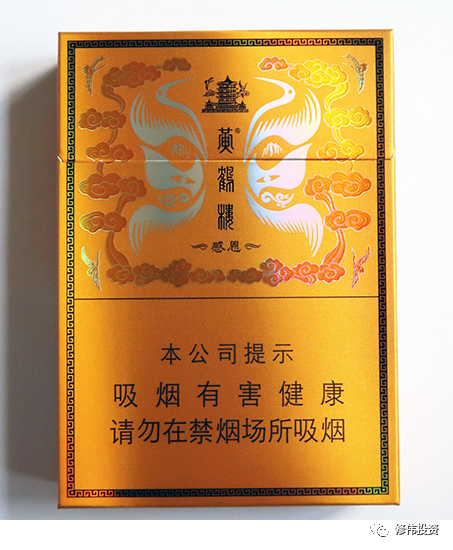 黄鹤楼®
感恩
本公司提示
吸烟有害健康
请勿在禁烟场所吸烟
修伟投资